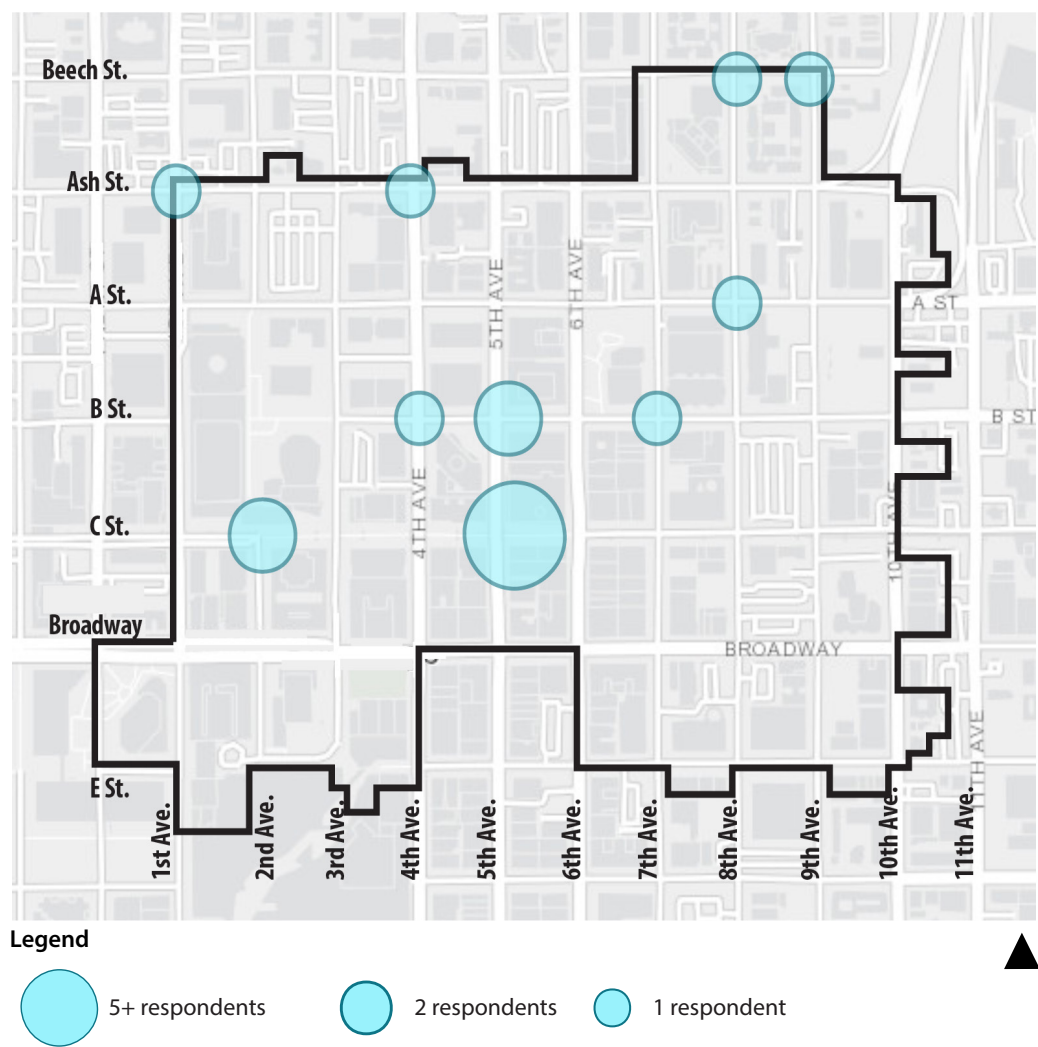 Beech St.
Ash St.
A St.
B St.
C St.
Broadway
E St.
5TH AVE
6TH AVE
4TH AVE
A ST
B ST
10TH AVE
BROADWAY
11TH AVE
1st Ave.
2nd Ave.
3rd Ave.
4th Ave.
5th Ave.
6th Ave.
7th Ave.
8th Ave.
9th Ave.
10th Ave.
11th Ave.
Legend
5+ respondents
2 respondents
1 respondent